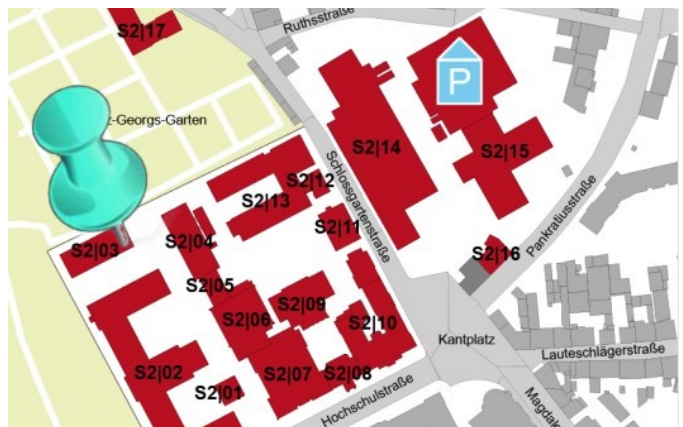 Ruthsstraße
S2|17
P
z-Georgs-Garten
S2|14
S2|15
Schlossgartenstraße
Pankratiusstraße
S2|12
S2|13
S2|11
S2|03
S2|04
S2|16
S2|05
S2|09
S2|06
S2|10
Kantplatz
Lauteschlägerstraße
S2|02
S2|07
S2|08
S2|01
Hochschulstraße
Magdale